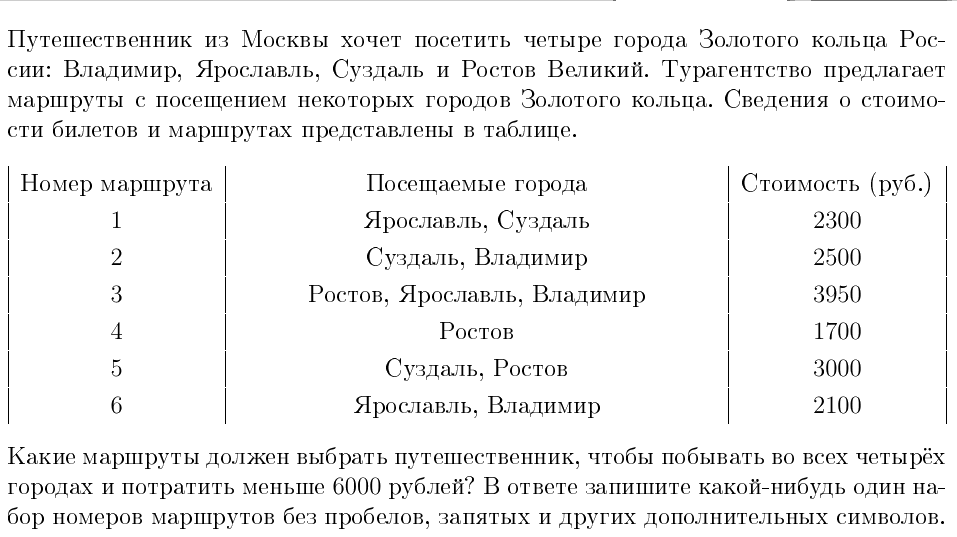 Путешественник из Москвы хочет посетить четыре города Золотого кольца Рос-
сии: Владимир, Ярославль, Суздаль и Ростов Великий. Турагентство предлагает
маршруты с посещением некоторых городов Золотого кольца. Сведения о стоимо-
сти билетов и маршрутах представлены в таблице.
Номер маршрута Посещаемые города Стоимость (руб.)
1 Ярославль, Суздаль 2300
2 Суздаль, Владимир 2500
3 Ростов, Ярославль, Владимир 3950
4 Ростов 1700
5 Суздаль, Ростов 3000
6 Ярославль, Владимир 2100
Какие маршруты должен выбрать путешественник, чтобы побывать во всех четырёх
городах и потратить меньше 6000 рублей? В ответе запишите какой-нибудь один на-
бор номеров маршрутов без пробелов, запятых и других дополнительных символов.